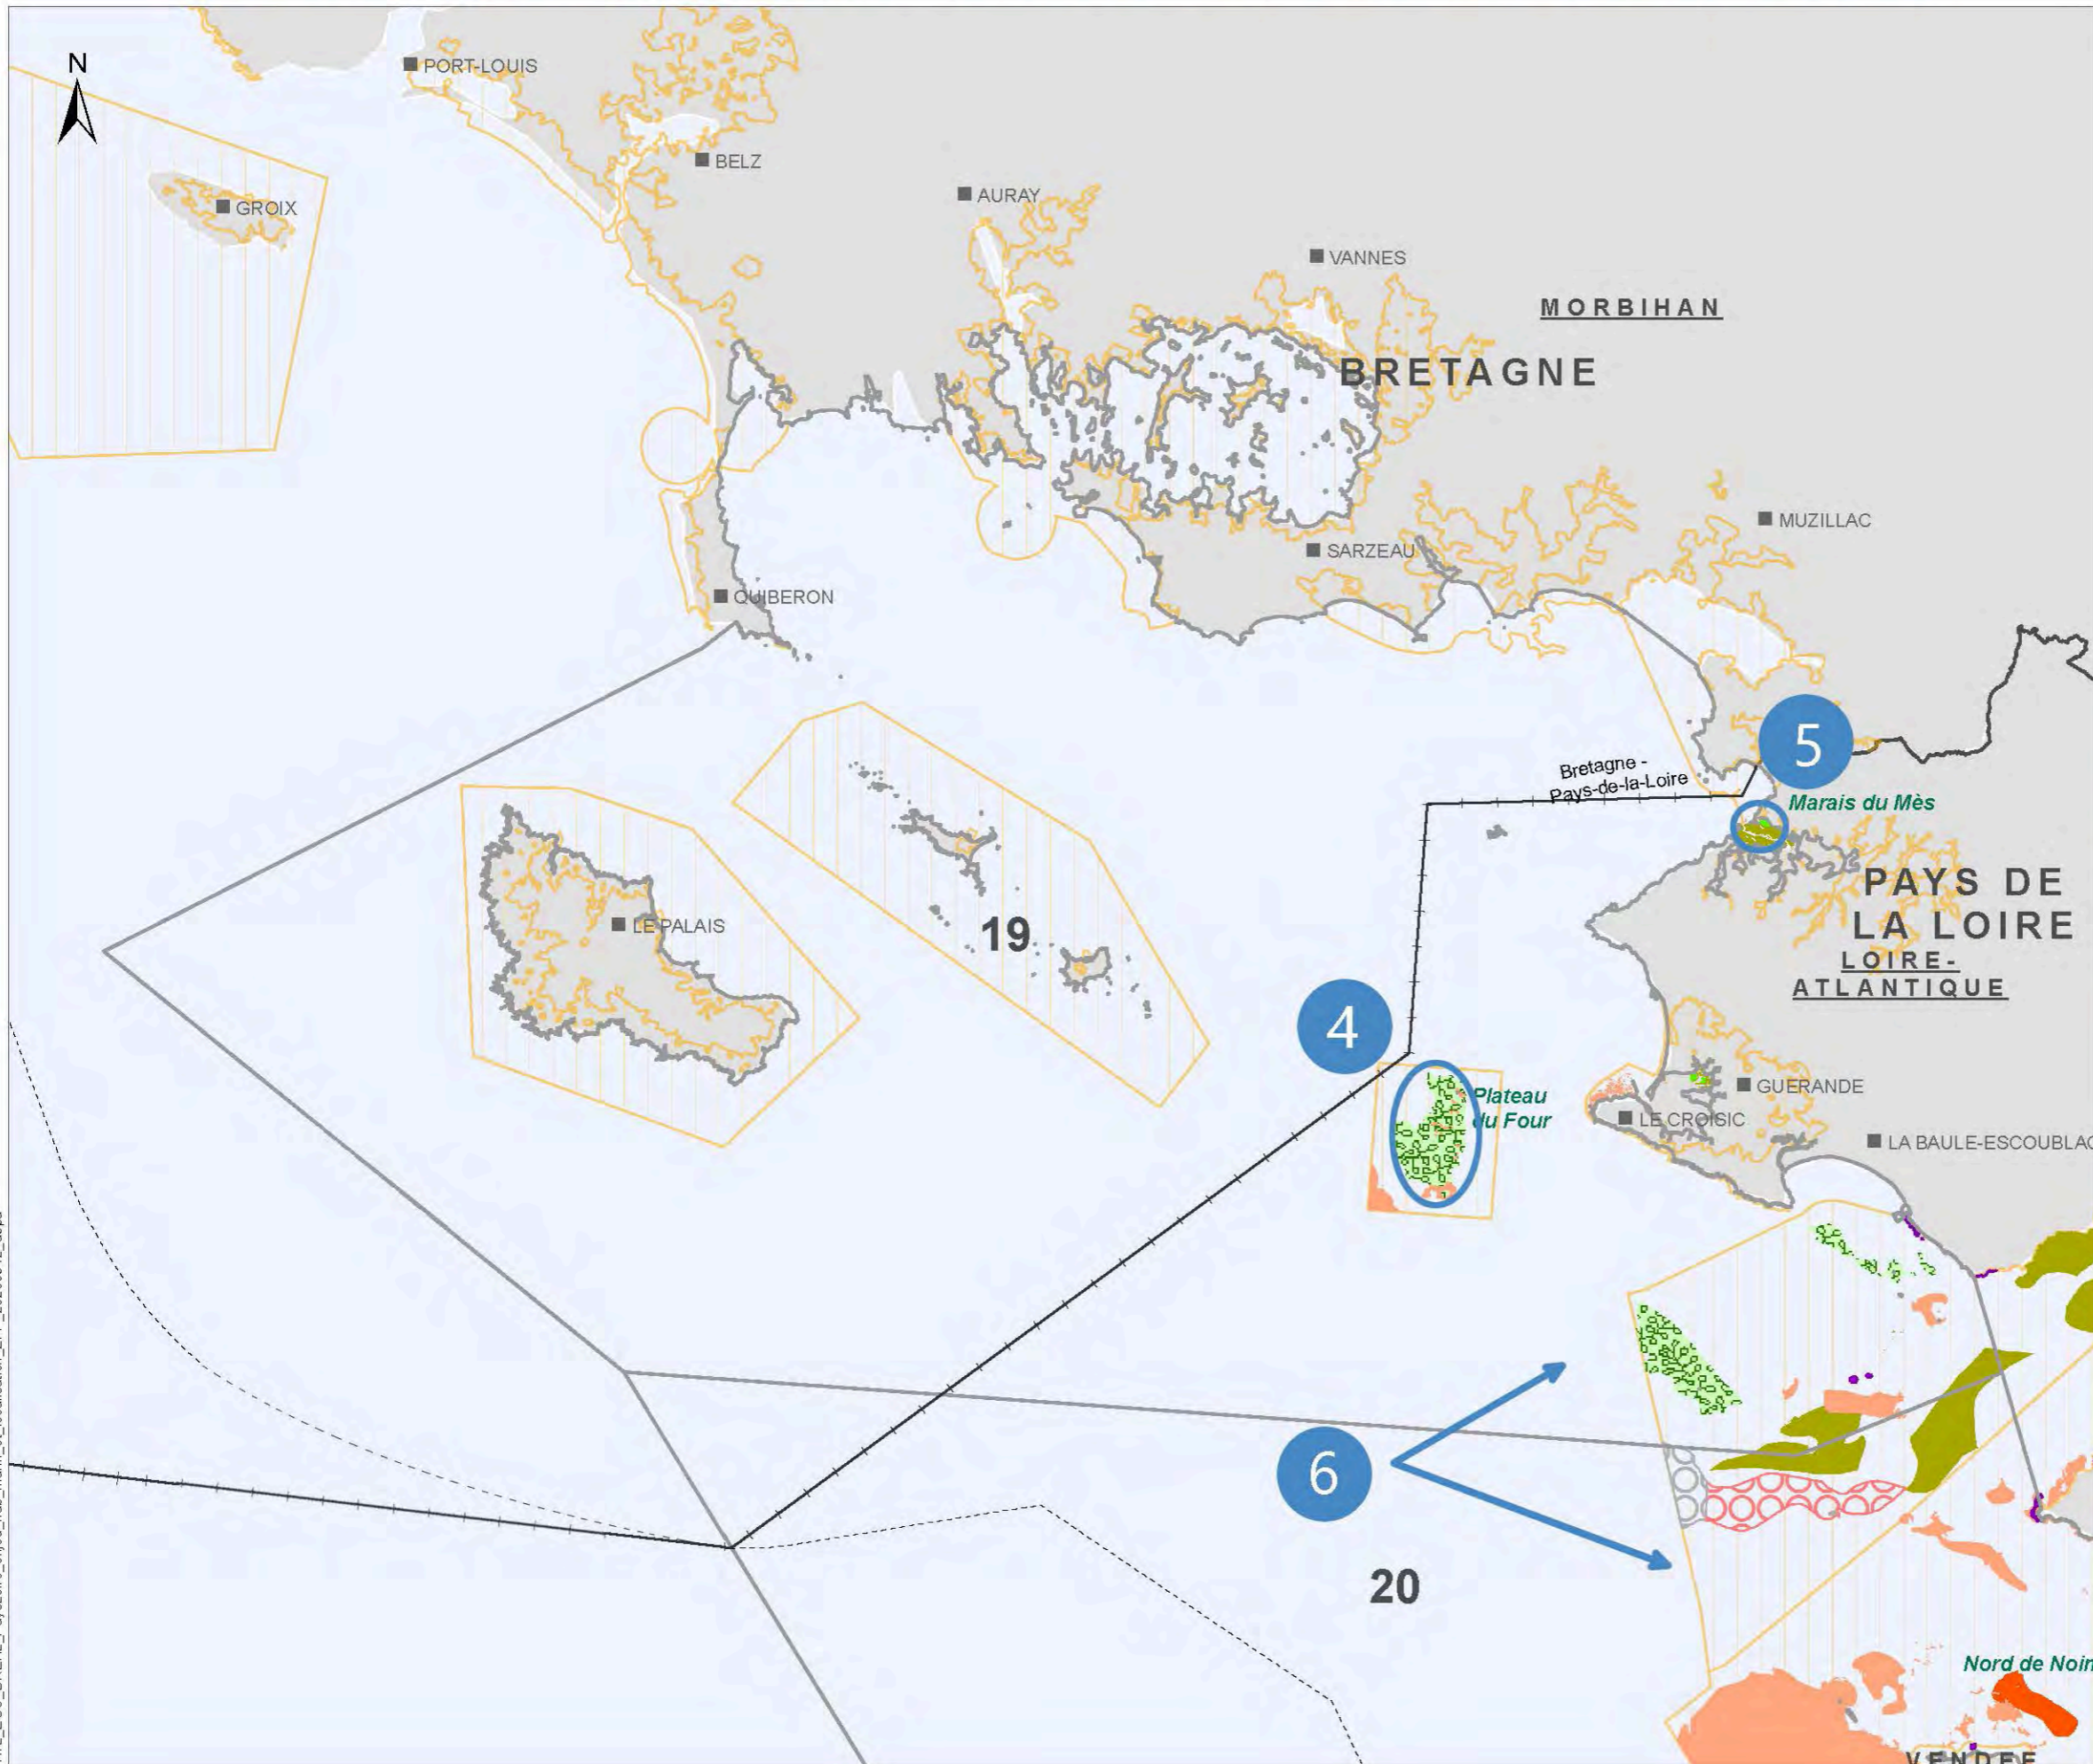 N
PORT-LOUIS
BELZ
GROIX
AURAY
VANNES
MORBIHAN
BRETAGNE
MUZILLAC
SARZEAU
QUIBERON
5
Bretagne -
Pays-de-la-Loire
Marais du Mès
PAYS DE
LA LOIRE
LOIRE-
ATLANTIQUE
LE PALAIS
19
4
GUERANDE
Plateau
du Four
LE CROISIC
LA BAULE-ESCOUBLAC
6
20
Nord de Noirm
VENDEE